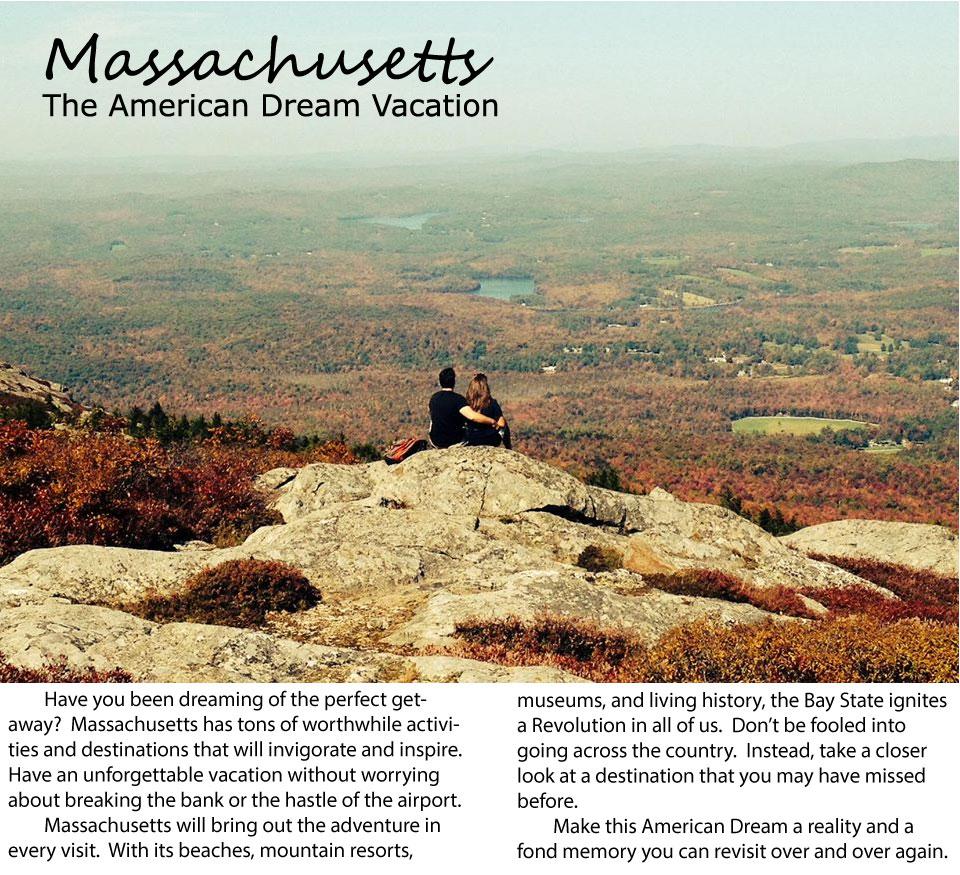 Massachusetts
The American Dream Vacation
Have you been dreaming of the perfect get-
away?  Massachusetts has tons of worthwhile activi-
ties and destinations that will invigorate and inspire.
Have an unforgettable vacation without worrying
about breaking the bank or the hastle of the airport.
Massachusetts will bring out the adventure in
every visit.  With its beaches, mountain resorts,
museums, and living history, the Bay State ignites
a Revolution in all of us.  Don’t be fooled into
going across the country.  Instead, take a closer
look at a destination that you may have missed
before.
Make this American Dream a reality and a
fond memory you can revisit over and over again.